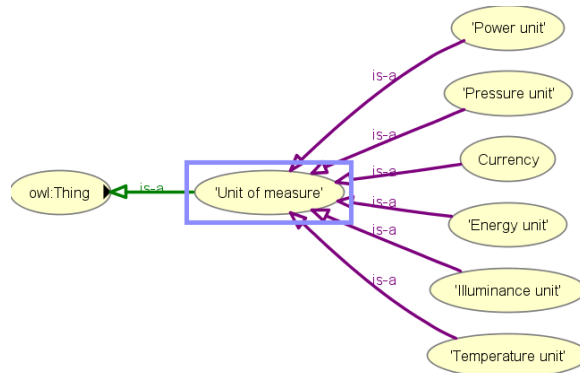 'Power unit'
is-a
'Pressure unit'
is-a
Currency
is-a
owl:Thing
is-a
'Unit of measure'
is-a
'Energy unit'
is-a
'Illuminance unit'
is-a
'Temperature unit'